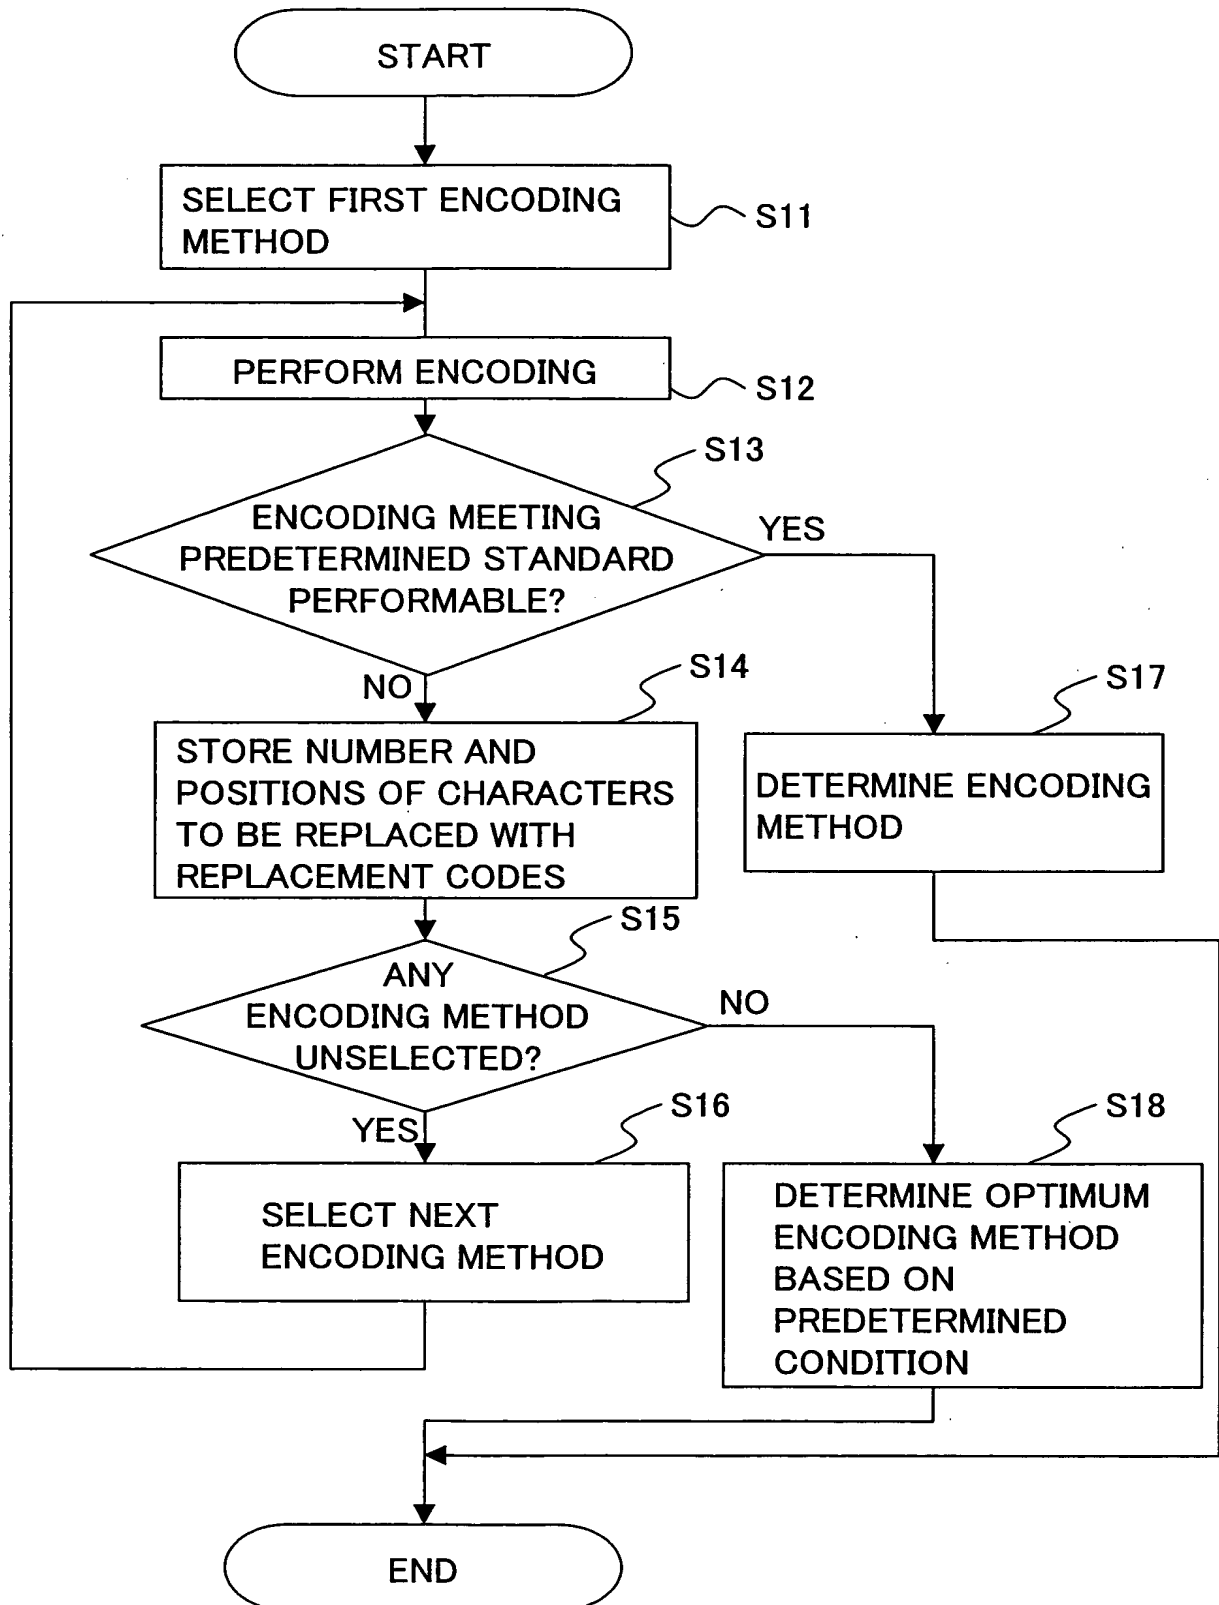 START
SELECT FIRST ENCODING
METHOD
S11
PERFORM ENCODING
S12
S13
ENCODING MEETING
PREDETERMINED STANDARD
PERFORMABLE?
YES
NO
S14
STORE NUMBER AND
POSITIONS OF CHARACTERS
TO BE REPLACED WITH
REPLACEMENT CODES
S17
DETERMINE ENCODING
METHOD
S15
ANY
ENCODING METHOD
UNSELECTED?
NO
YES
S16
SELECT NEXT
ENCODING METHOD
S18
DETERMINE OPTIMUM
ENCODING METHOD
BASED ON
PREDETERMINED
CONDITION
END